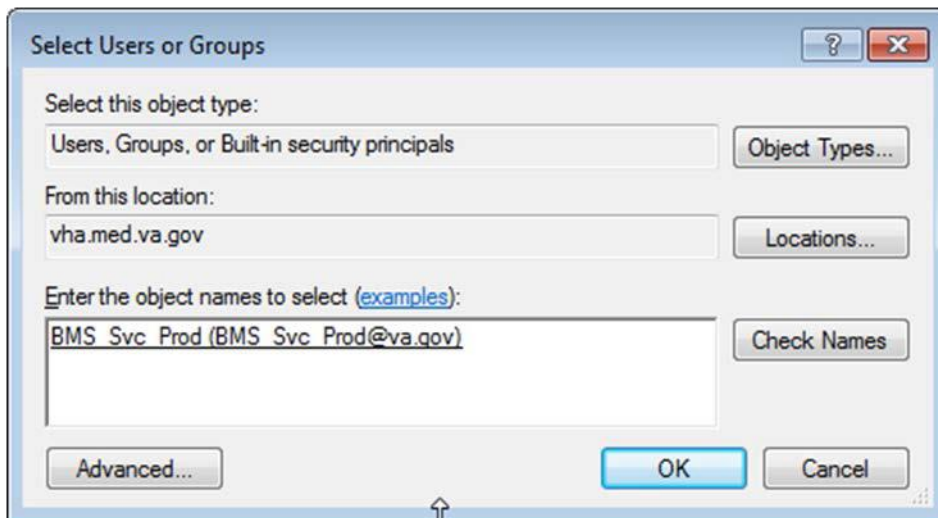 Select Users or Groups
Select this object type:
Users, Groups, or Built-in security principals
Object Types...
From this location:
vha.med.va.gov
Locations...
Enter the object names to select (examples):
BMS_Svc_Prod (BMS_Svc_Prod@va.gov)
Check Names
Advanced...
OK
Cancel